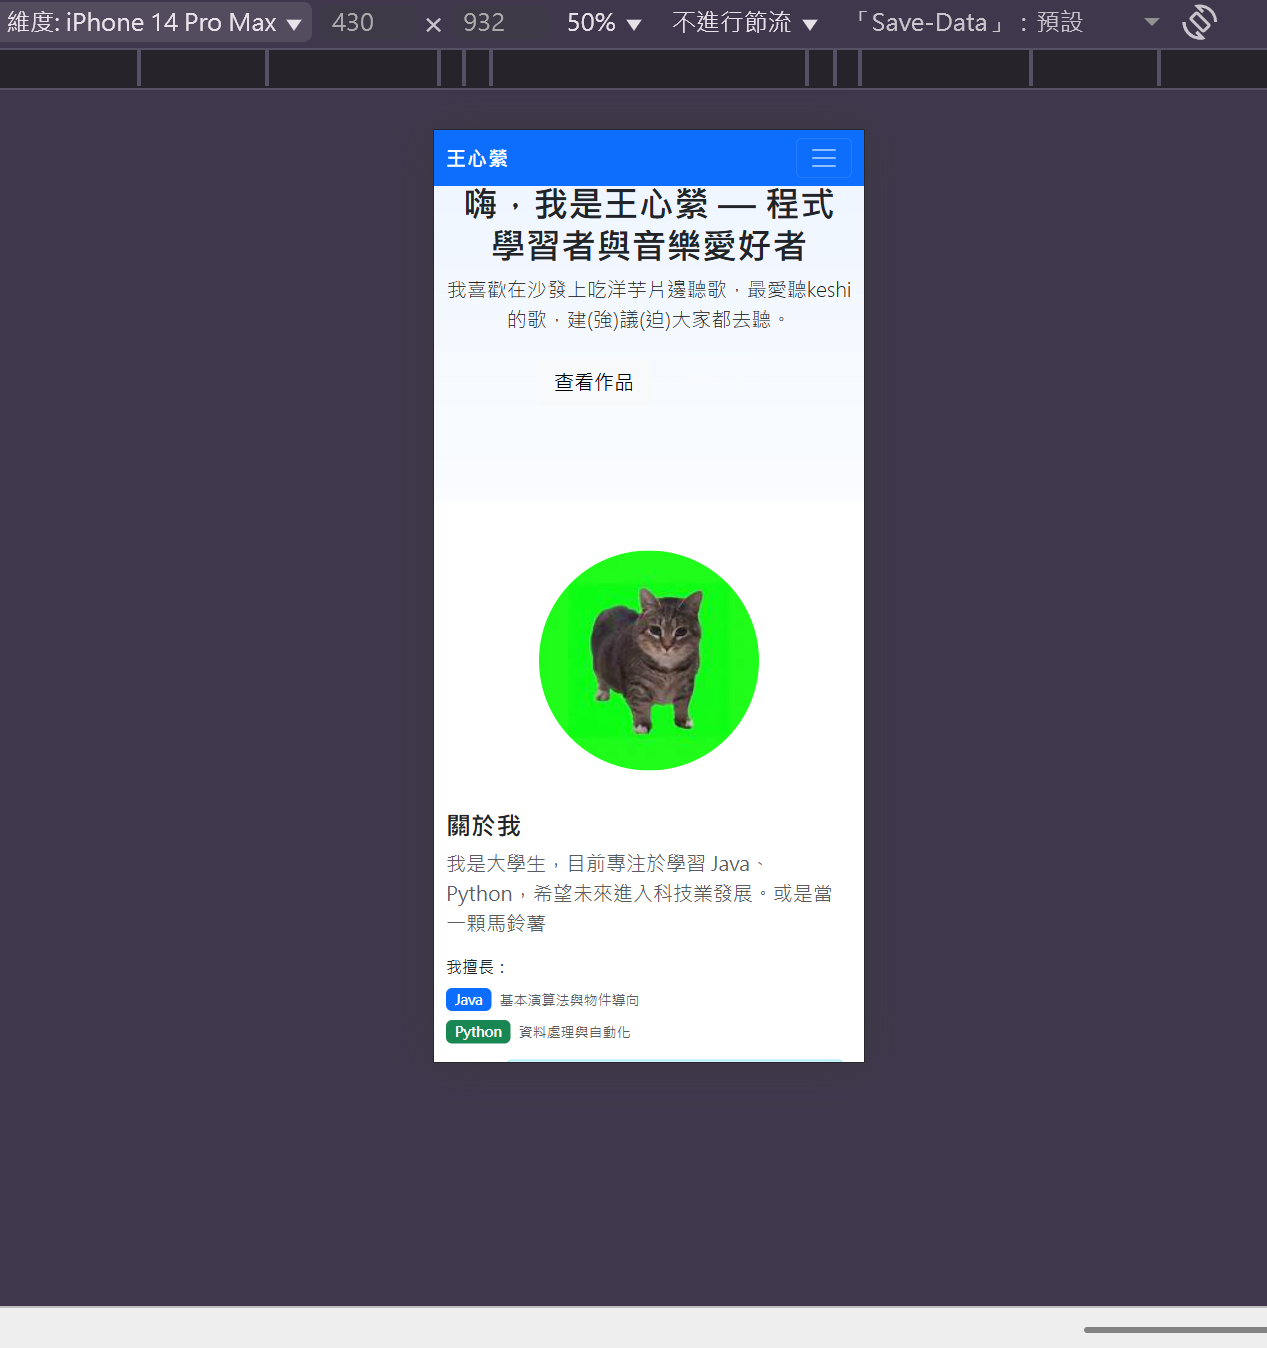 維度: iPhone 14 Pro Max ▼ 430 × 932 50% ▼ 不進行節流 ▼ 「Save-Data」：預設
王心縈
嗨，我是王心縈 — 程式
學習者與音樂愛好者
我喜歡在沙發上吃洋芋片邊聽歌，最愛聽keshi
的歌，建(強)議(迫)大家都去聽。
查看作品
關於我
我是大學生，目前專注於學習 Java、
Python，希望未來進入科技業發展。或是當
一顆馬鈴薯
我擅長：
Java 基本演算法與物件導向
Python 資料處理與自動化